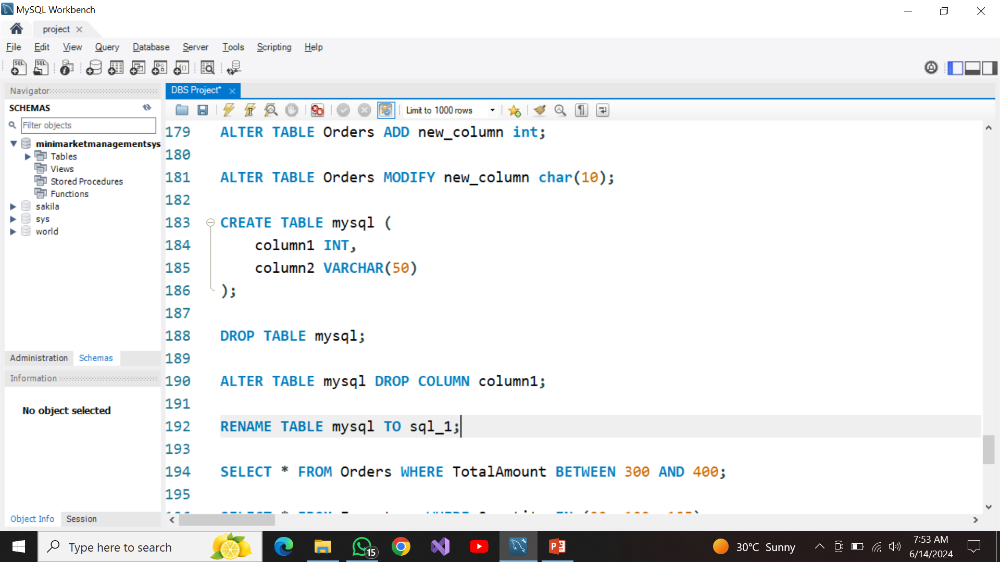 MySQL Workbench
project
File Edit View Query Database Server Tools Scripting Help
SQL SQL
Navigator
SCHEMAS
Filter objects
minimarketmanagementsys
Tables
Views
Stored Procedures
Functions
sakila
sys
world
Administration Schemas
Information
No object selected
Object Info Session
DBS Project*
Limit to 1000 rows
179 ALTER TABLE Orders ADD new_column int;
180
181 ALTER TABLE Orders MODIFY new_column char(10);
182
183 CREATE TABLE mysql (
184 column1 INT,
185 column2 VARCHAR(50)
186 );
187
188 DROP TABLE mysql;
189
190 ALTER TABLE mysql DROP COLUMN column1;
191
192 RENAME TABLE mysql TO sql_1;
193
194 SELECT * FROM Orders WHERE TotalAmount BETWEEN 300 AND 400;
195
Type here to search
15
30°C Sunny
7:53 AM
6/14/2024